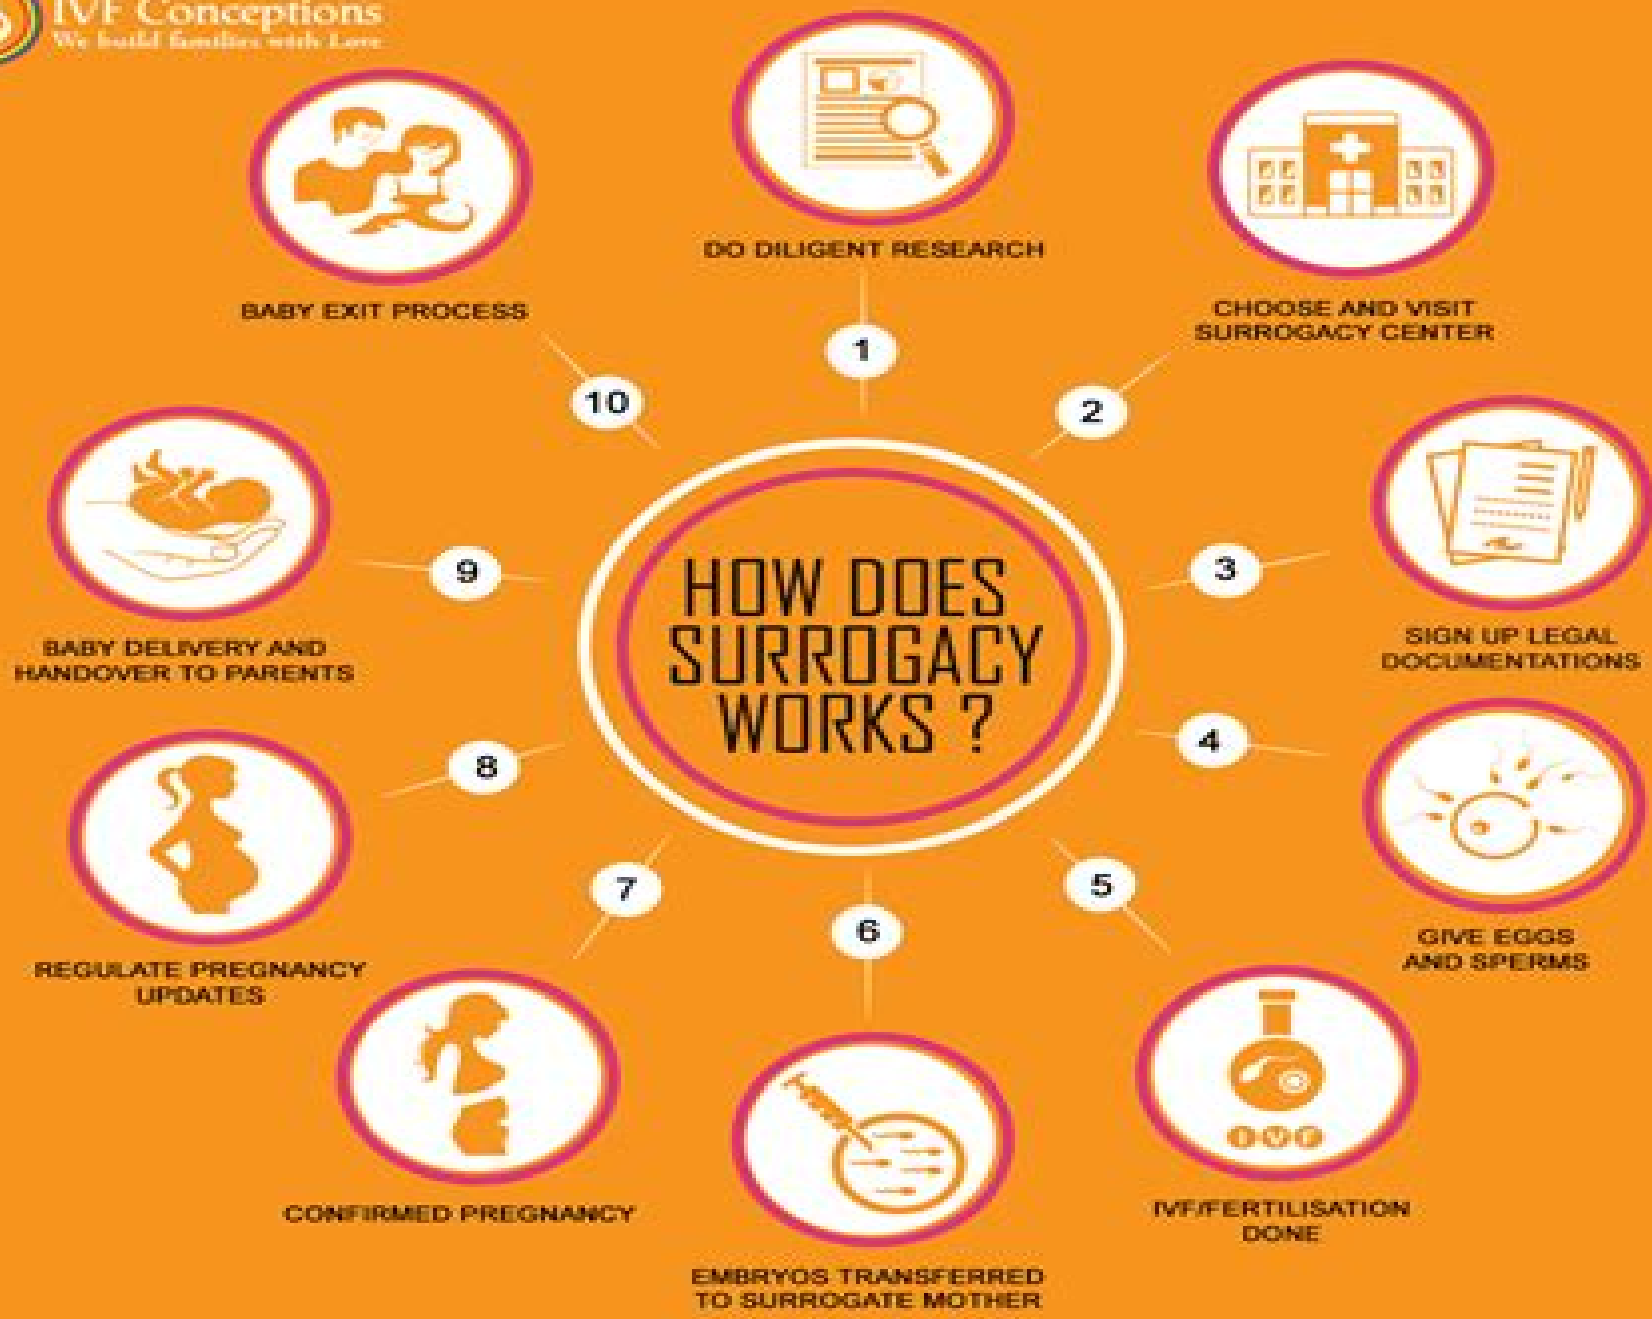 IVF Conceptions
We build families with Love
HOW DOES
SURROGACY
WORKS ?
1
DO DILIGENT RESEARCH
2
CHOOSE AND VISIT
SURROGACY CENTER
3
SIGN UP LEGAL
DOCUMENTATIONS
4
GIVE EGGS
AND SPERMS
5
IVF
IVF/FERTILISATION
DONE
6
EMBRYOS TRANSFERRED
TO SURROGATE MOTHER
7
CONFIRMED PREGNANCY
8
REGULATE PREGNANCY
UPDATES
9
BABY DELIVERY AND
HANDOVER TO PARENTS
10
BABY EXIT PROCESS